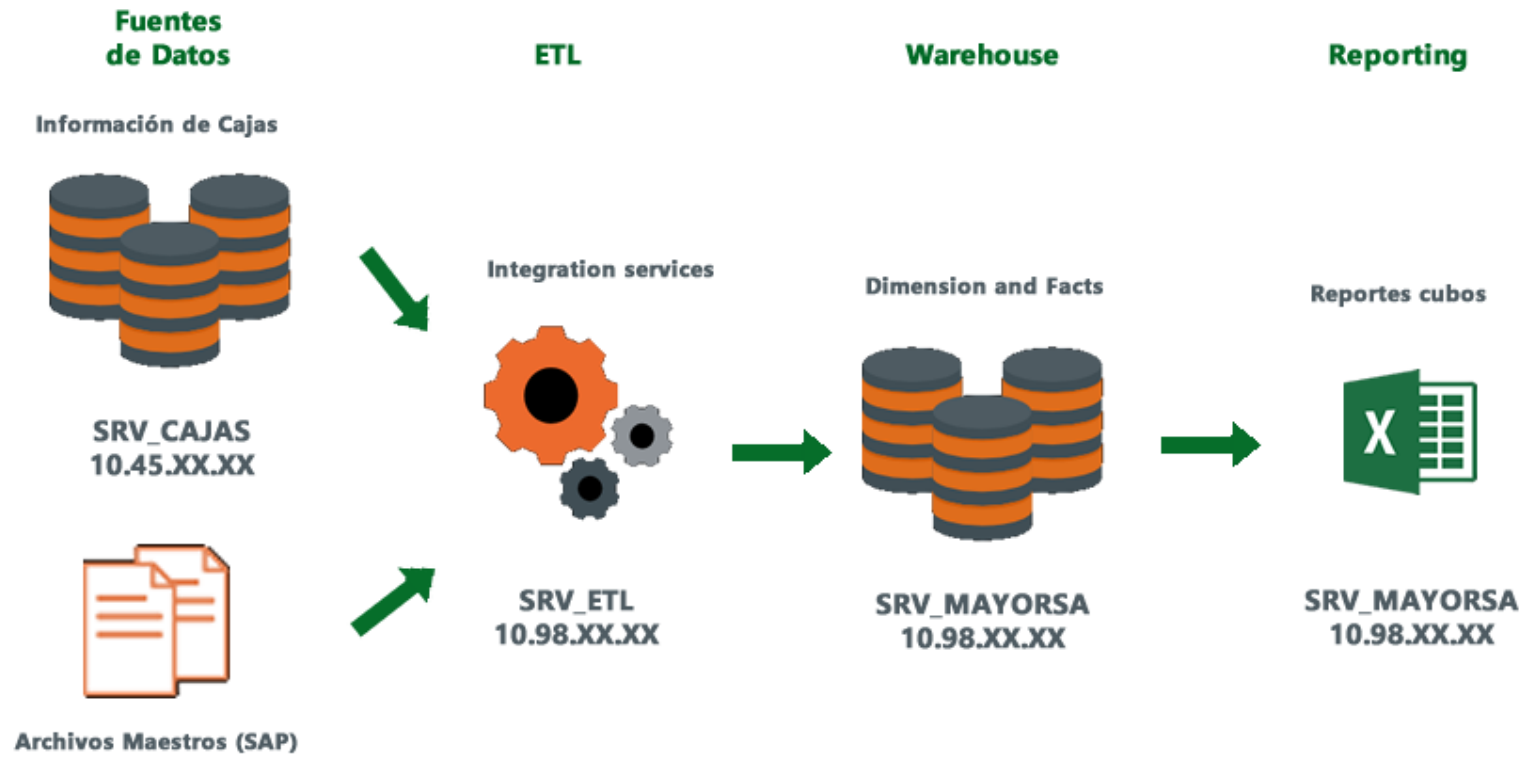 Fuentes
de Datos
ETL
Warehouse
Reporting
Información de Cajas
Integration services
Dimension and Facts
Reportes cubos
X
SRV_CAJAS
10.45.XX.XX
SRV_ETL
10.98.XX.XX
SRV_MAYORSA
10.98.XX.XX
SRV_MAYORSA
10.98.XX.XX
Archivos Maestros (SAP)